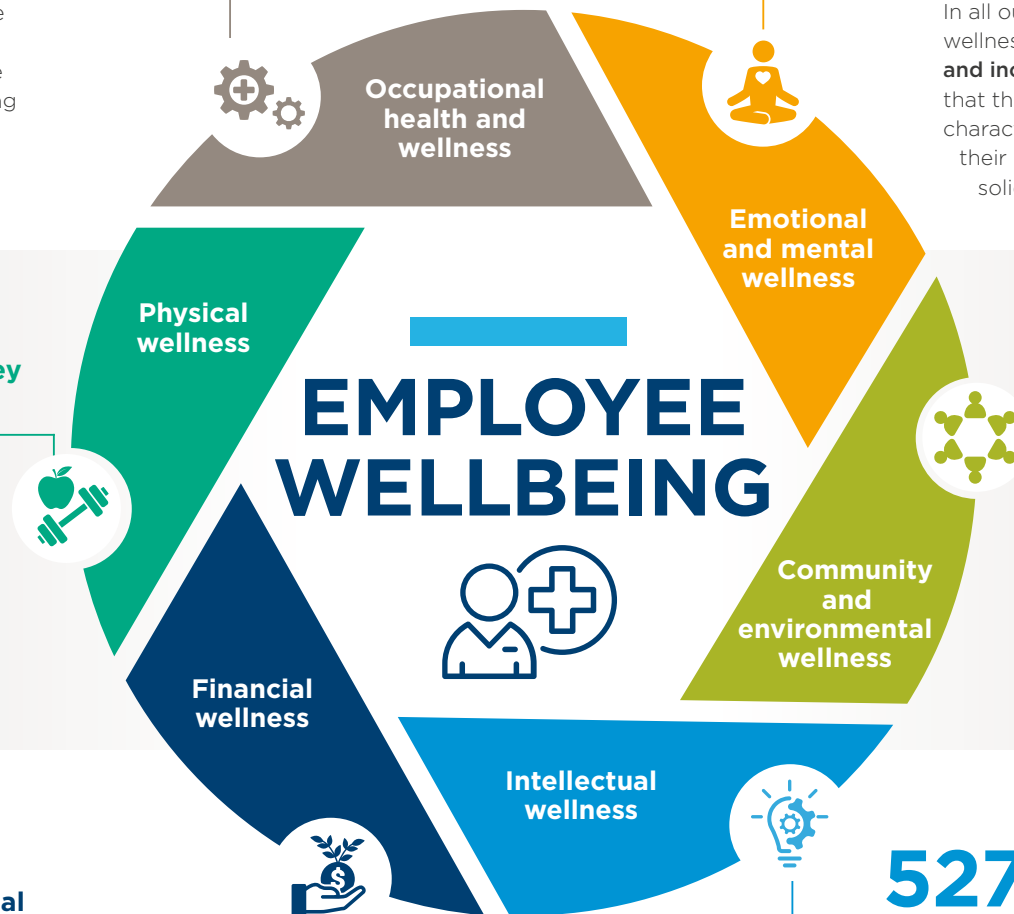 In all ou
wellnes
and inc
that th
charac
their
soli
Occupational
health and
wellness
Emotional
and mental
wellness
Physical
wellness
ey
EMPLOYEE
WELLBEING
Community
and
environmental
wellness
Financial
wellness
Intellectual
wellness
$
527
al